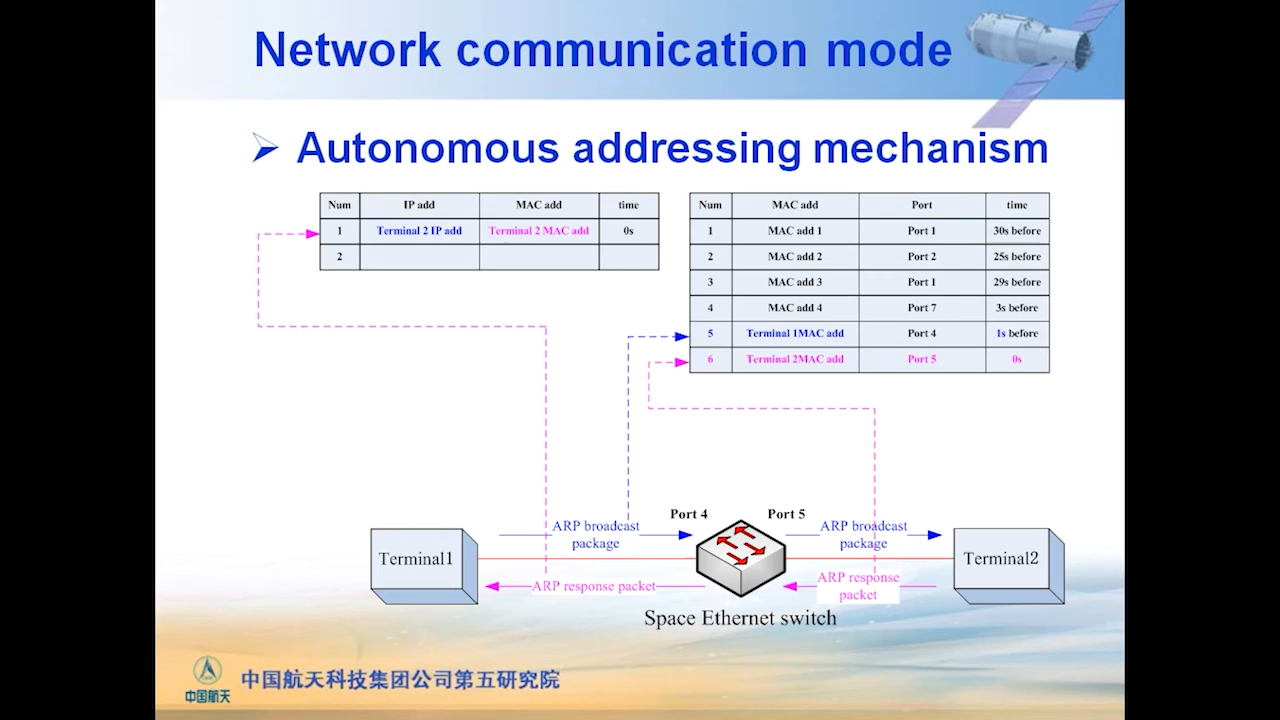 Network communication mode
Autonomous addressing mechanism
Num IP add MAC add time
1 Terminal 2 IP add Terminal 2 MAC add 0s
2
Num MAC add Port time
1 MAC add 1 Port 1 30s before
2 MAC add 2 Port 2 25s before
3 MAC add 3 Port 1 29s before
4 MAC add 4 Port 7 3s before
5 Terminal 1MAC add Port 4 1s before
6 Terminal 2MAC add Port 5 0s
Port 4
Port 5
ARP broadcast
package
ARP broadcast
package
Terminal1
Terminal2
ARP response packet
ARP response
packet
Space Ethernet switch
中国航天
中国航天科技集团公司第五研究院